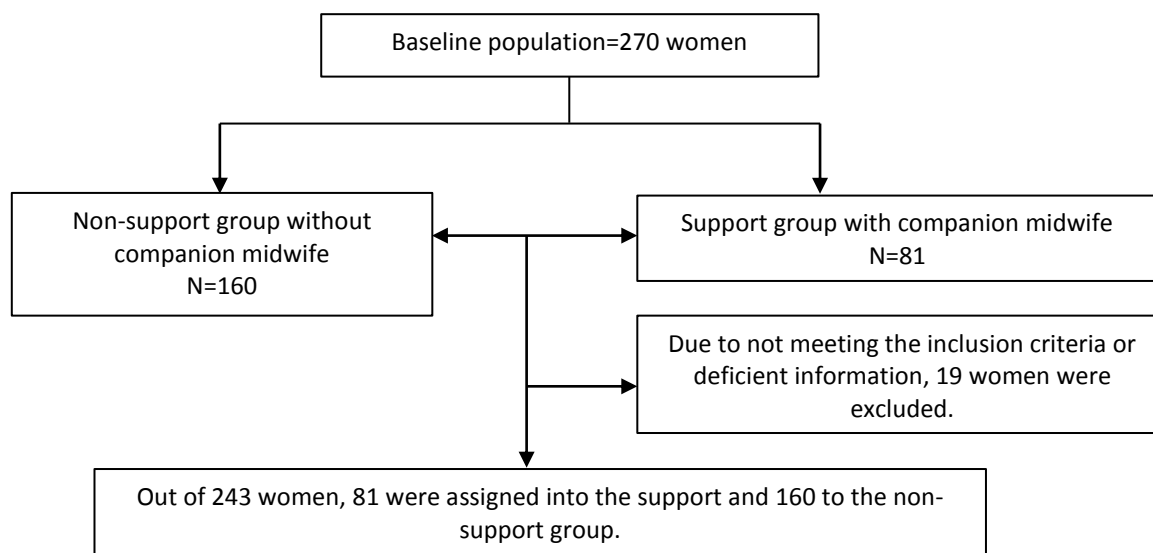 Baseline population=270 women
Non-support group without
companion midwife
N=160
Support group with companion midwife
N=81
Due to not meeting the inclusion criteria or
deficient information, 19 women were
excluded.
Out of 243 women, 81 were assigned into the support and 160 to the non-
support group.